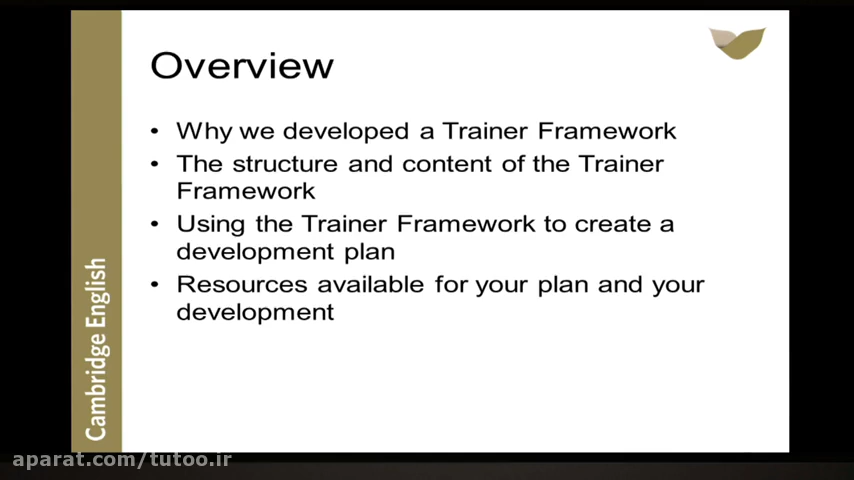 Overview
• Why we developed a Trainer Framework
• The structure and content of the Trainer
Framework
• Using the Trainer Framework to create a
development plan
• Resources available for your plan and your
development
Cambridge English
aparat.com/tutoo.ir